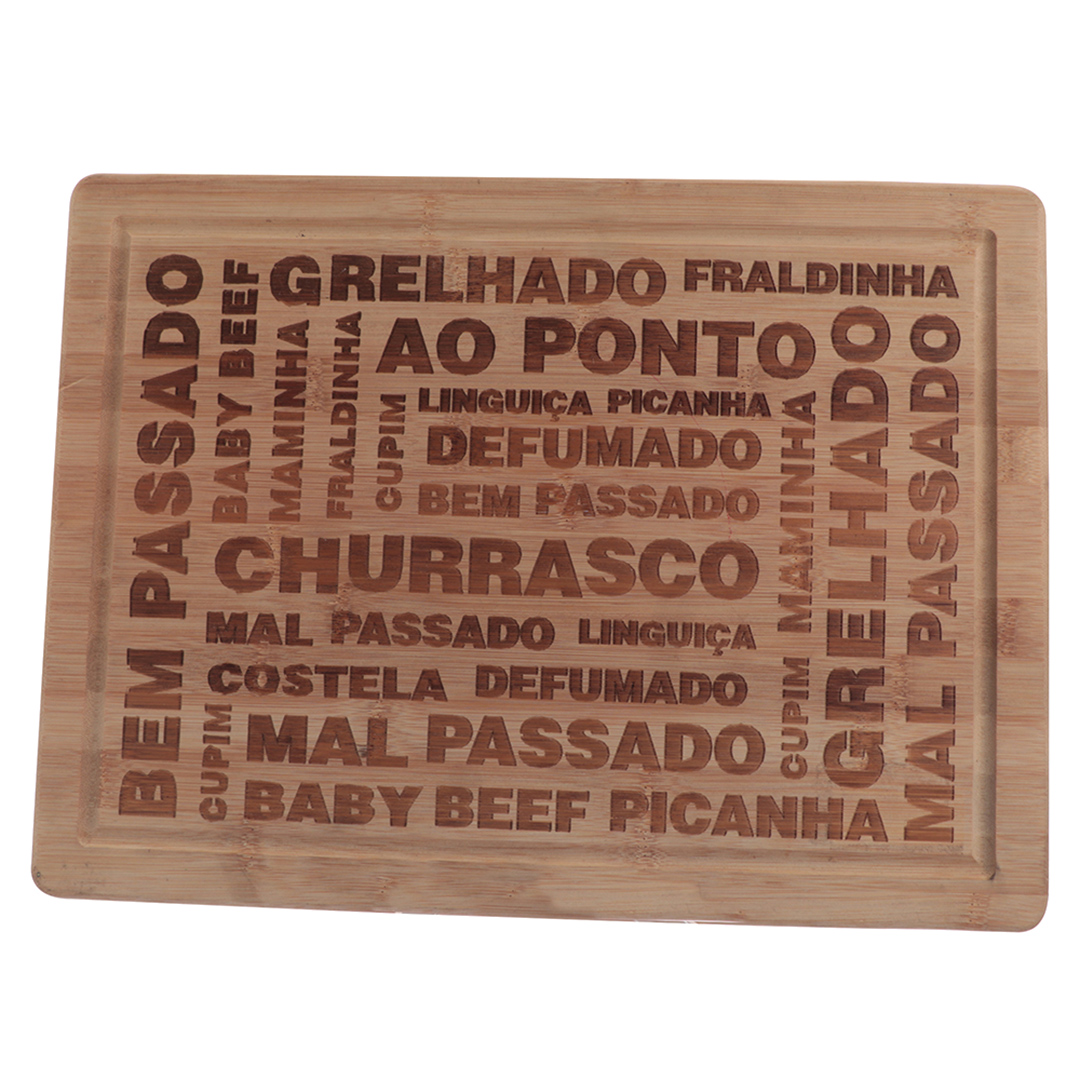 BEM PASSADO
BABY BEEF
GRELHADO
FRALDINHA
MAMINHA
FRALDINHA
AO PONTO
CUPIM
LINGUIÇA PICANHA
DEFUMADO
BEM PASSADO
CHURRASCO
MAL PASSADO LINGUIÇA
COSTELA DEFUMADO
CUPIM
MAL PASSADO
BABY BEEF PICANHA
MAMINHA
CUPIM
GRELHADO
MAL PASSADO